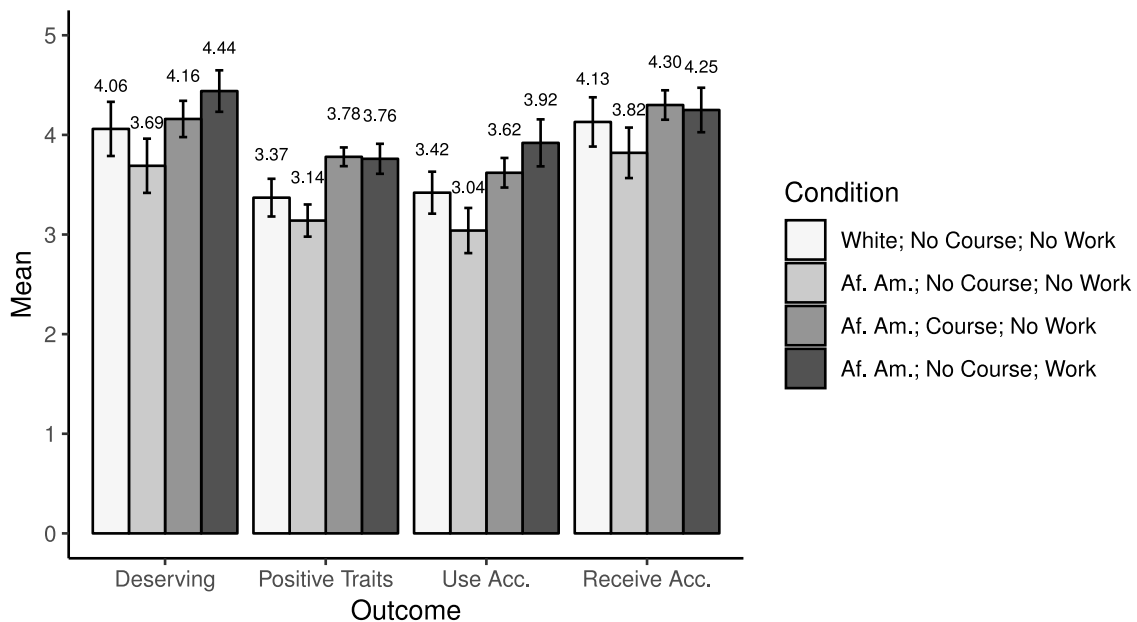 5
4
3
2
1
0
Mean
4.06
3.69
4.16
4.44
3.37
3.14
3.78
3.76
3.42
3.04
3.62
3.92
4.13
3.82
4.30
4.25
Deserving
Positive Traits
Use Acc.
Receive Acc.
Outcome
Condition
White; No Course; No Work
Af. Am.; No Course; No Work
Af. Am.; Course; No Work
Af. Am.; No Course; Work